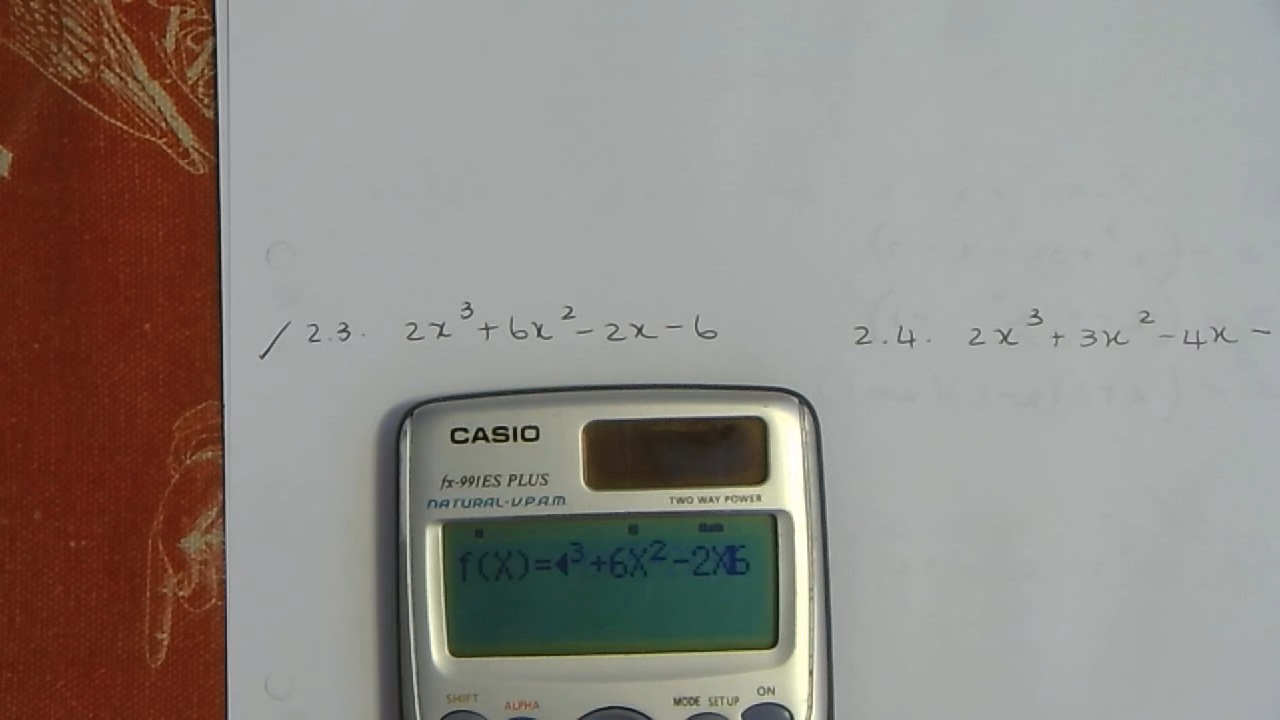 2.3. 2x³+6x²-2x-6
2.4. 2x³+3x²-4x-
CASIO
fx-991ES PLUS
NATURAL-V.P.A.M.
TWO WAY POWER
Math
f(X)=◄³+6X²-2X
SHIFT
ALPHA
MODE SETUP
ON